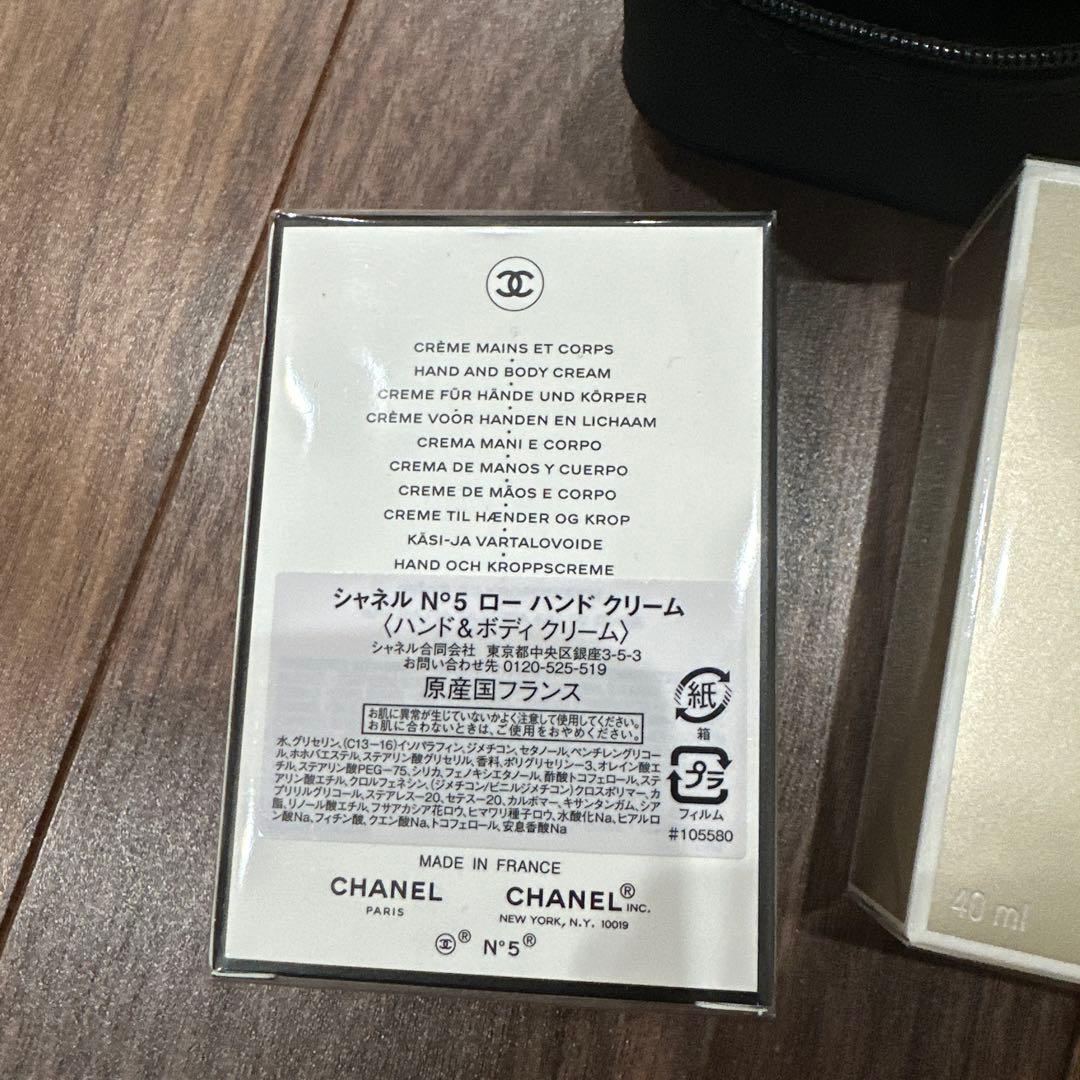 CRÈME MAINS ET CORPS
HAND AND BODY CREAM
CREME FÜR HÄNDE UND KÖRPER
CRÈME VOOR HANDEN EN LICHAAM
CREMA MANI E CORPO
CREMA DE MANOS Y CUERPO
CREME DE MÃOS E CORPO
CREME TIL HÆNDER OG KROP
KÄSI-JA VARTALOVOIDE
HAND OCH KROPPSCREME
シャネル N°5 ロー ハンド クリーム
〈ハンド&ボディ クリーム〉
シャネル合同会社 東京都中央区銀座3-5-3
お問い合わせ先 0120-525-519
原産国フランス
お肌に異常が生じていないかよく注意して使用してください。
お肌に合わないときは、ご使用をおやめください。
水,グリセリン,(C13-16)イソパラフィン,ジメチコン,セタノール,ペンチレングリコー
ル,ホホバエステル,ステアリン酸グリセリル,香料,ポリグリセリン-3,オレイン酸エ
チル,ステアリン酸PEG-75,シリカ,フェノキシエタノール,酢酸トコフェロール,ステ
アリン酸エチル,クロルフェネシン,(ジメチコン/ビニルジメチコン)クロスポリマー,カ
プリリルグリコール,ステアレス-20,セテス-20,カルボマー,キサンタンガム,シア
脂,リノール酸エチル,フサアカシア花ロウ,ヒマワリ種子ロウ,水酸化Na,ヒアルロ
ン酸Na,フィチン酸,クエン酸Na,トコフェロール,安息香酸Na
紙
箱
プラ
フィルム
#105580
MADE IN FRANCE
CHANEL
PARIS
CHANEL® INC.
NEW YORK, N.Y. 10019
® N°5®
40 ml